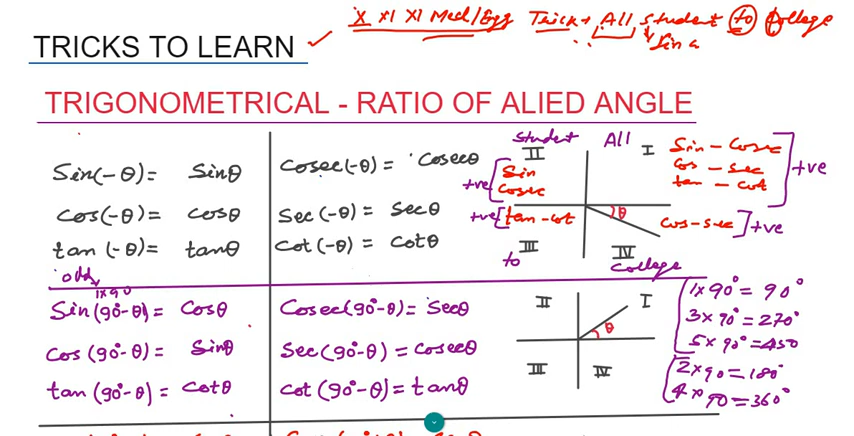 X XI XI Med/Egg Trick + All student to College
Sin a
TRICKS TO LEARN
TRIGONOMETRICAL - RATIO OF ALIED ANGLE
Sin(-θ)= Sinθ
Cosec(-θ)= Cosecθ
Cos(-θ)= cosθ
Sec(-θ)= Secθ
tan(-θ)= tanθ
Cot(-θ)= Cotθ
Student All
II I
+ve [Sin Cosec
Sin - Cosec
Cos - Sec
tan - Cot ] +ve
+ve [tan-cot
θ
Cos-sec] +ve
III IV
to College
odd
1x90
Sin(90°-θ)= Cosθ
Cosec(90°-θ)= Secθ
Cos(90°-θ)= Sinθ
Sec(90°-θ)= Cosecθ
tan(90°-θ)= Cotθ
cot(90°-θ)= tanθ
II I
θ
III IV
1x90°= 90°
3x90°=270°
5x90°=450
2x90=180°
4x90=360°